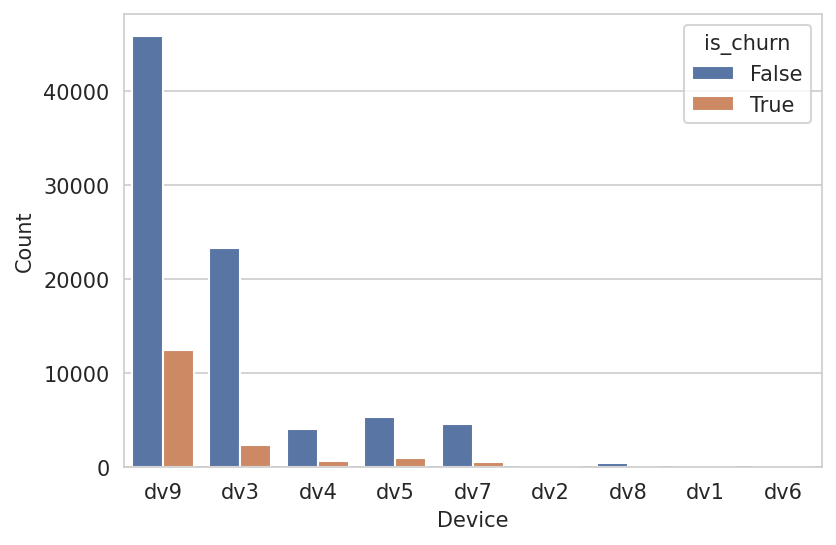 is_churn
False
True
40000
30000
20000
10000
0
Count
dv9 dv3 dv4 dv5 dv7 dv2 dv8 dv1 dv6
Device